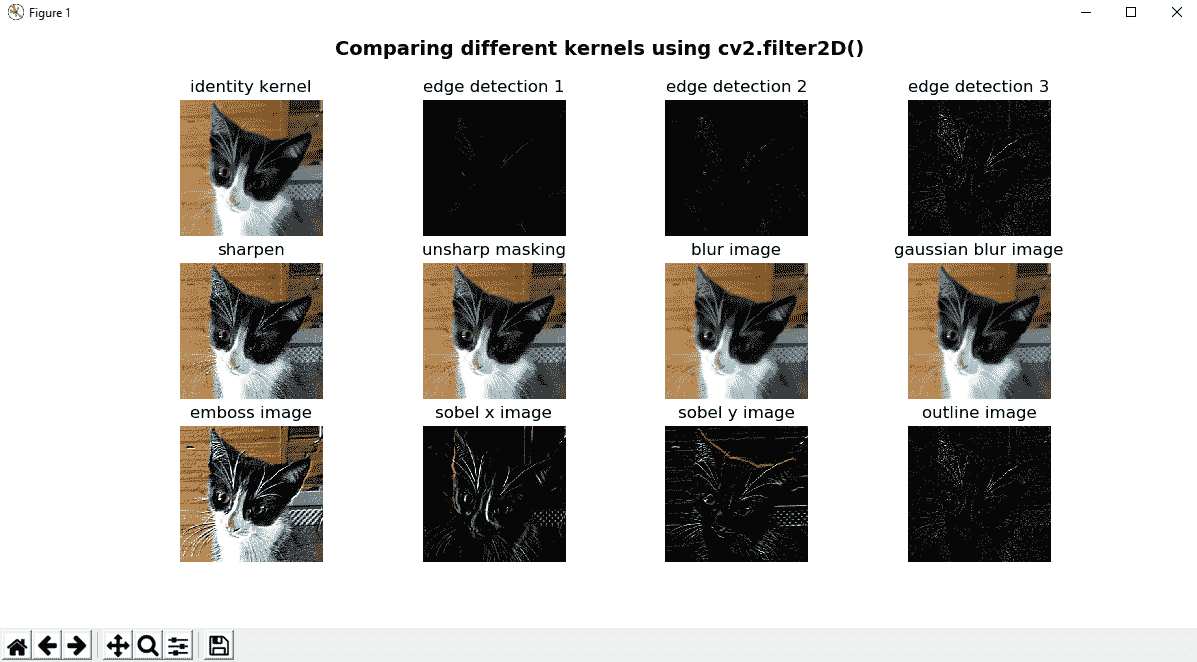 Figure 1
Comparing different kernels using cv2.filter2D()
identity kernel
edge detection 1
edge detection 2
edge detection 3
sharpen
unsharp masking
blur image
gaussian blur image
emboss image
sobel x image
sobel y image
outline image